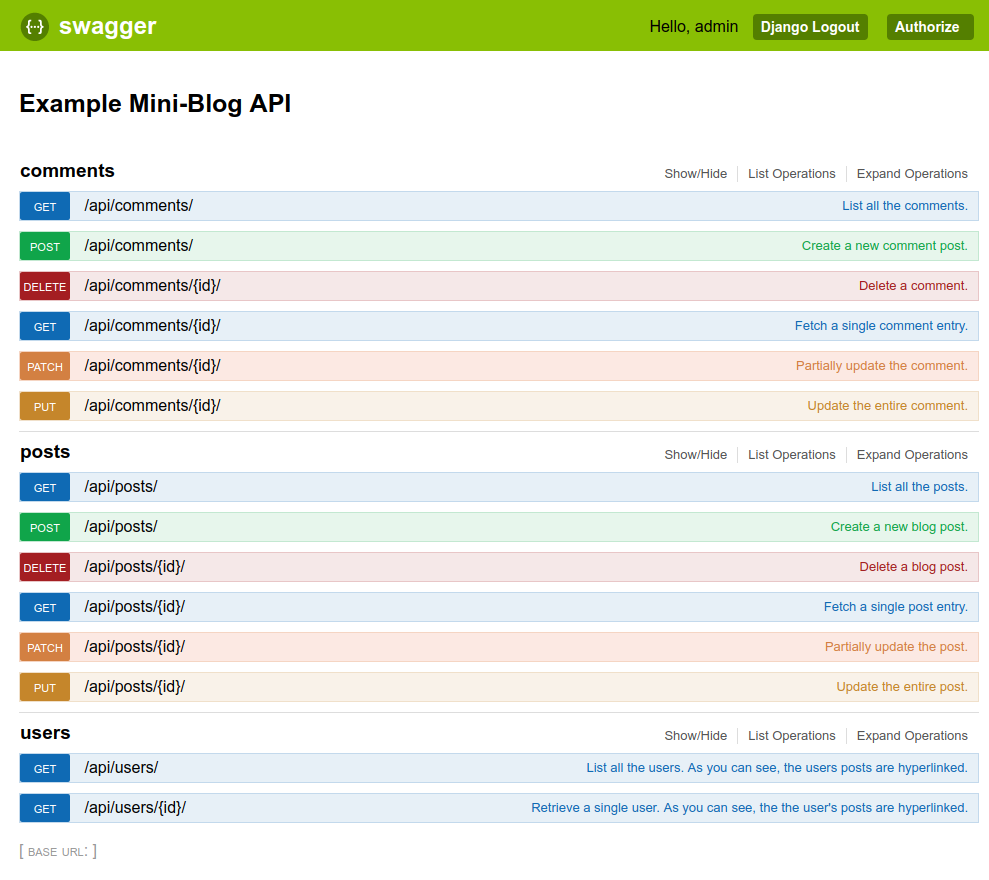 {··} swagger Hello, admin Django Logout Authorize
Example Mini-Blog API
comments Show/Hide List Operations Expand Operations
GET /api/comments/ List all the comments.
POST /api/comments/ Create a new comment post.
DELETE /api/comments/{id}/ Delete a comment.
GET /api/comments/{id}/ Fetch a single comment entry.
PATCH /api/comments/{id}/ Partially update the comment.
PUT /api/comments/{id}/ Update the entire comment.
posts Show/Hide List Operations Expand Operations
GET /api/posts/ List all the posts.
POST /api/posts/ Create a new blog post.
DELETE /api/posts/{id}/ Delete a blog post.
GET /api/posts/{id}/ Fetch a single post entry.
PATCH /api/posts/{id}/ Partially update the post.
PUT /api/posts/{id}/ Update the entire post.
users Show/Hide List Operations Expand Operations
GET /api/users/ List all the users. As you can see, the users posts are hyperlinked.
GET /api/users/{id}/ Retrieve a single user. As you can see, the the user's posts are hyperlinked.
[ BASE URL: ]